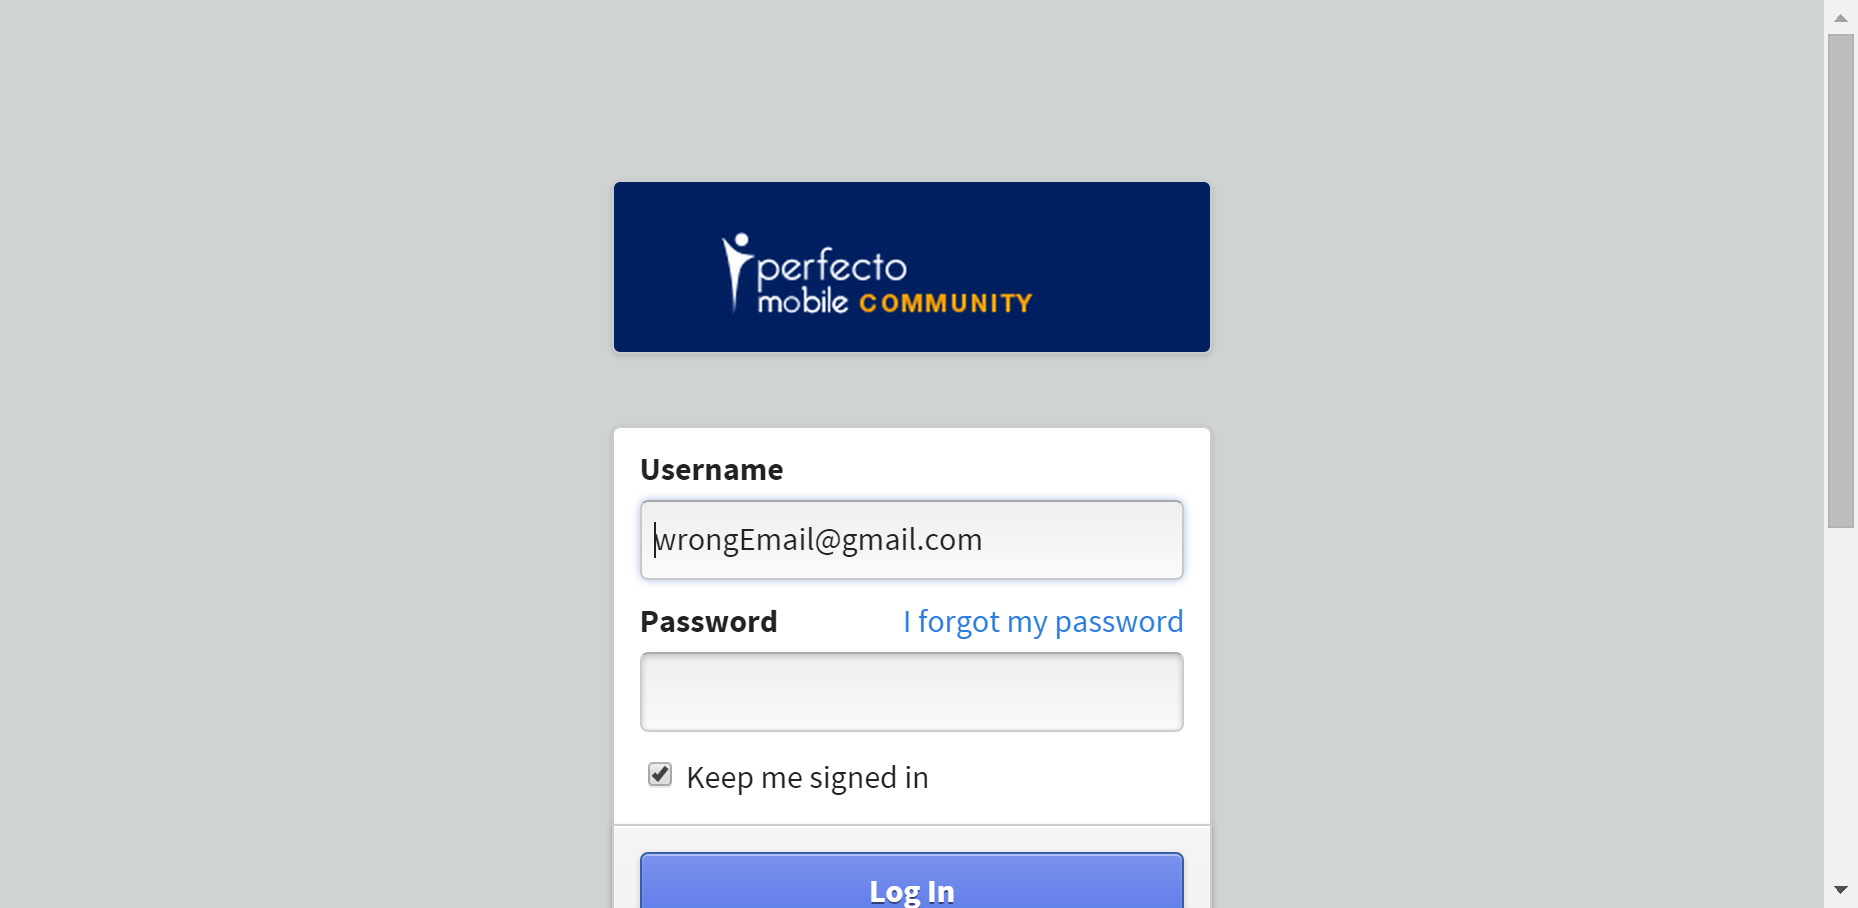 perfecto
mobile COMMUNITY
Username
wrongEmail@gmail.com
Password I forgot my password
Keep me signed in
Log In